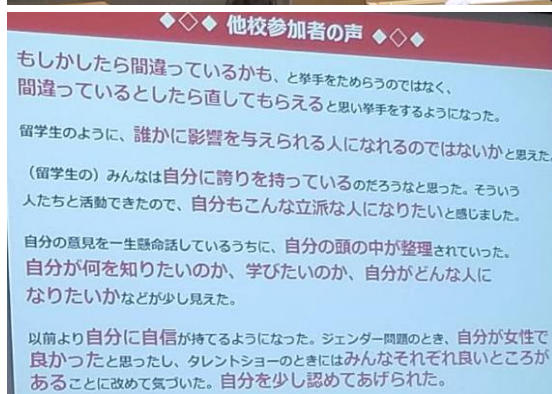 ◆◇◆ 他校参加者の声 ◆◇◆
もしかしたら間違っているかも、と挙手をためらうのではなく、
間違っているとしたら直してもらえると思い挙手をするようになった。
留学生のように、誰かに影響を与えられる人になれるのではないかと思えた。
（留学生の）みんなは自分に誇りを持っているのだろうなと思った。そういう
人たちと活動できたので、自分もこんな立派な人になりたいと感じました。
自分の意見を一生懸命話しているうちに、自分の頭の中が整理されていった。
自分が何を知りたいのか、学びたいのか、自分がどんな人に
なりたいかなどが少し見えた。
以前より自分に自信が持てるようになった。ジェンダー問題のとき、自分が女性で
良かったと思ったし、タレントショーのときにはみんなそれぞれ良いところが
あることに改めて気づいた。自分を少し認めてあげられた。